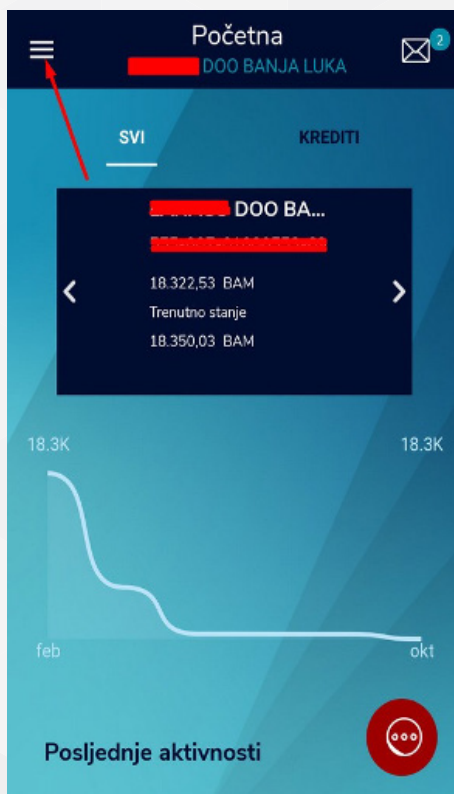 Početna
2
DOO BANJA LUKA
SVI
KREDITI
DOO BA...
18.322,53 BAM
Trenutno stanje
18.350,03 BAM
18.3K
18.3K
feb
okt
Posljednje aktivnosti